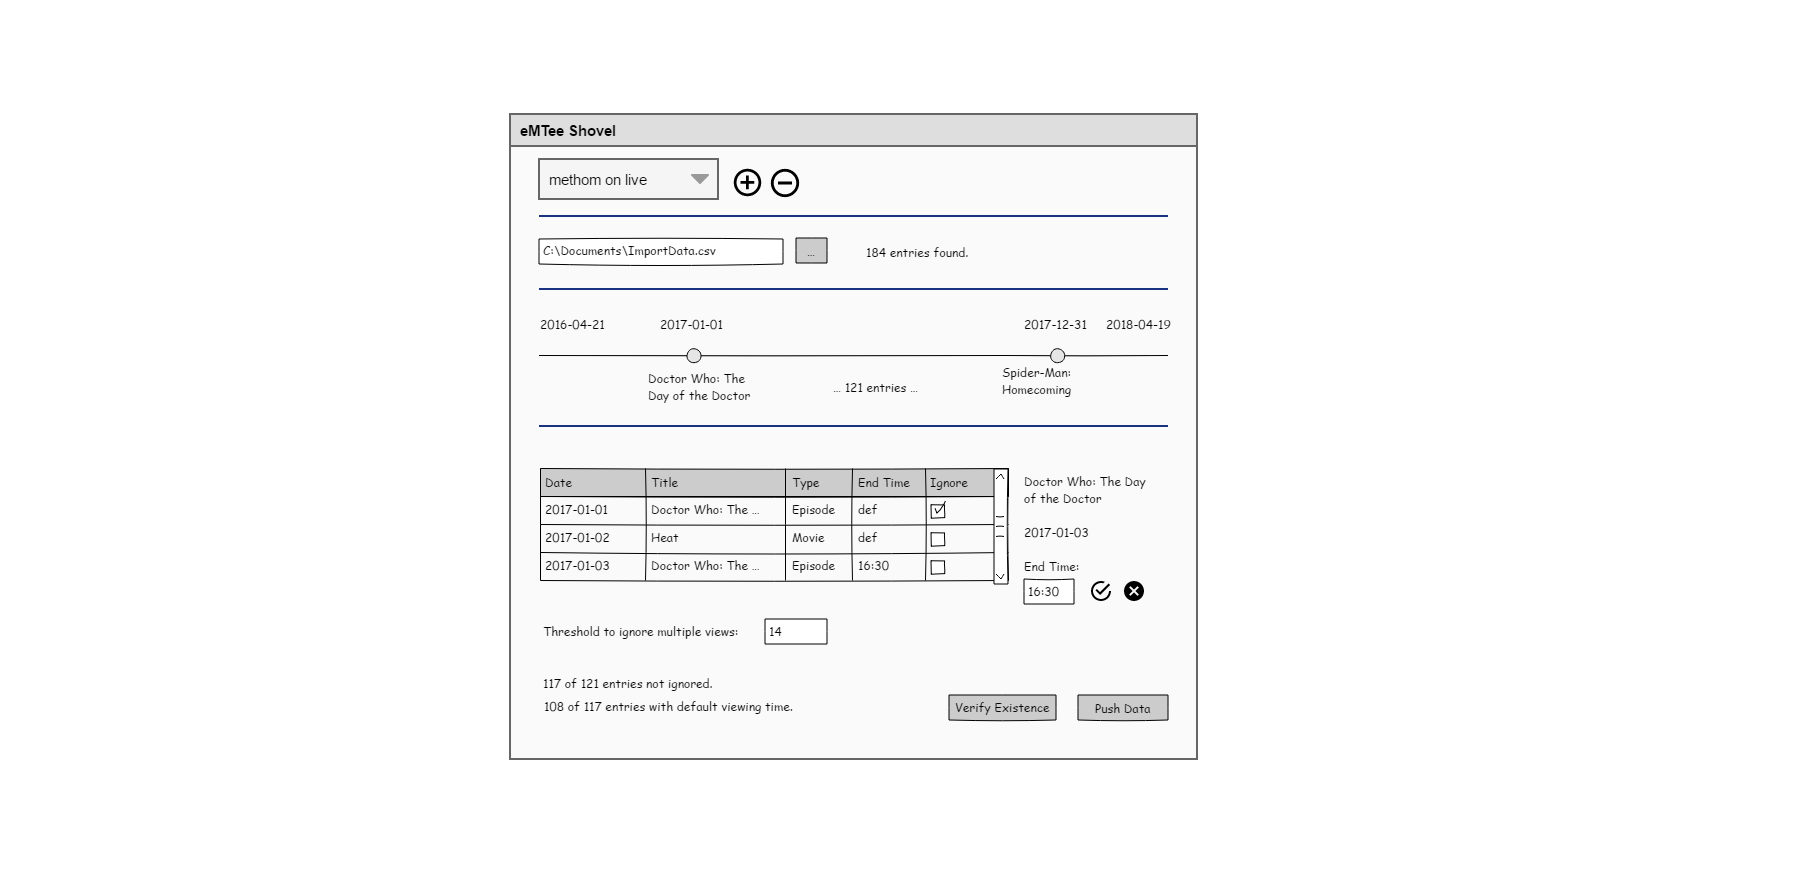 eMTee Shovel
methom on live
C:\Documents\ImportData.csv ... 184 entries found.
2016-04-21 2017-01-01 2017-12-31 2018-04-19
Doctor Who: The
Day of the Doctor
... 121 entries ...
Spider-Man:
Homecoming
Date Title Type End Time Ignore
2017-01-01 Doctor Who: The ... Episode def
2017-01-02 Heat Movie def
2017-01-03 Doctor Who: The ... Episode 16:30
Doctor Who: The Day
of the Doctor
2017-01-03
End Time:
16:30
Threshold to ignore multiple views: 14
117 of 121 entries not ignored.
108 of 117 entries with default viewing time.
Verify Existence Push Data